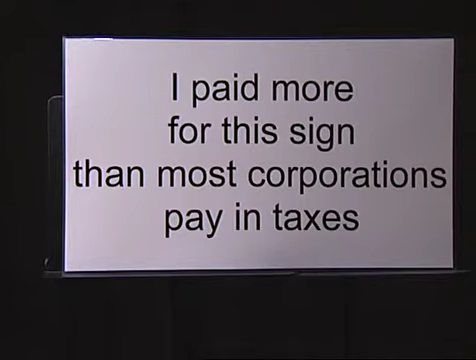 I paid more
for this sign
than most corporations
pay in taxes